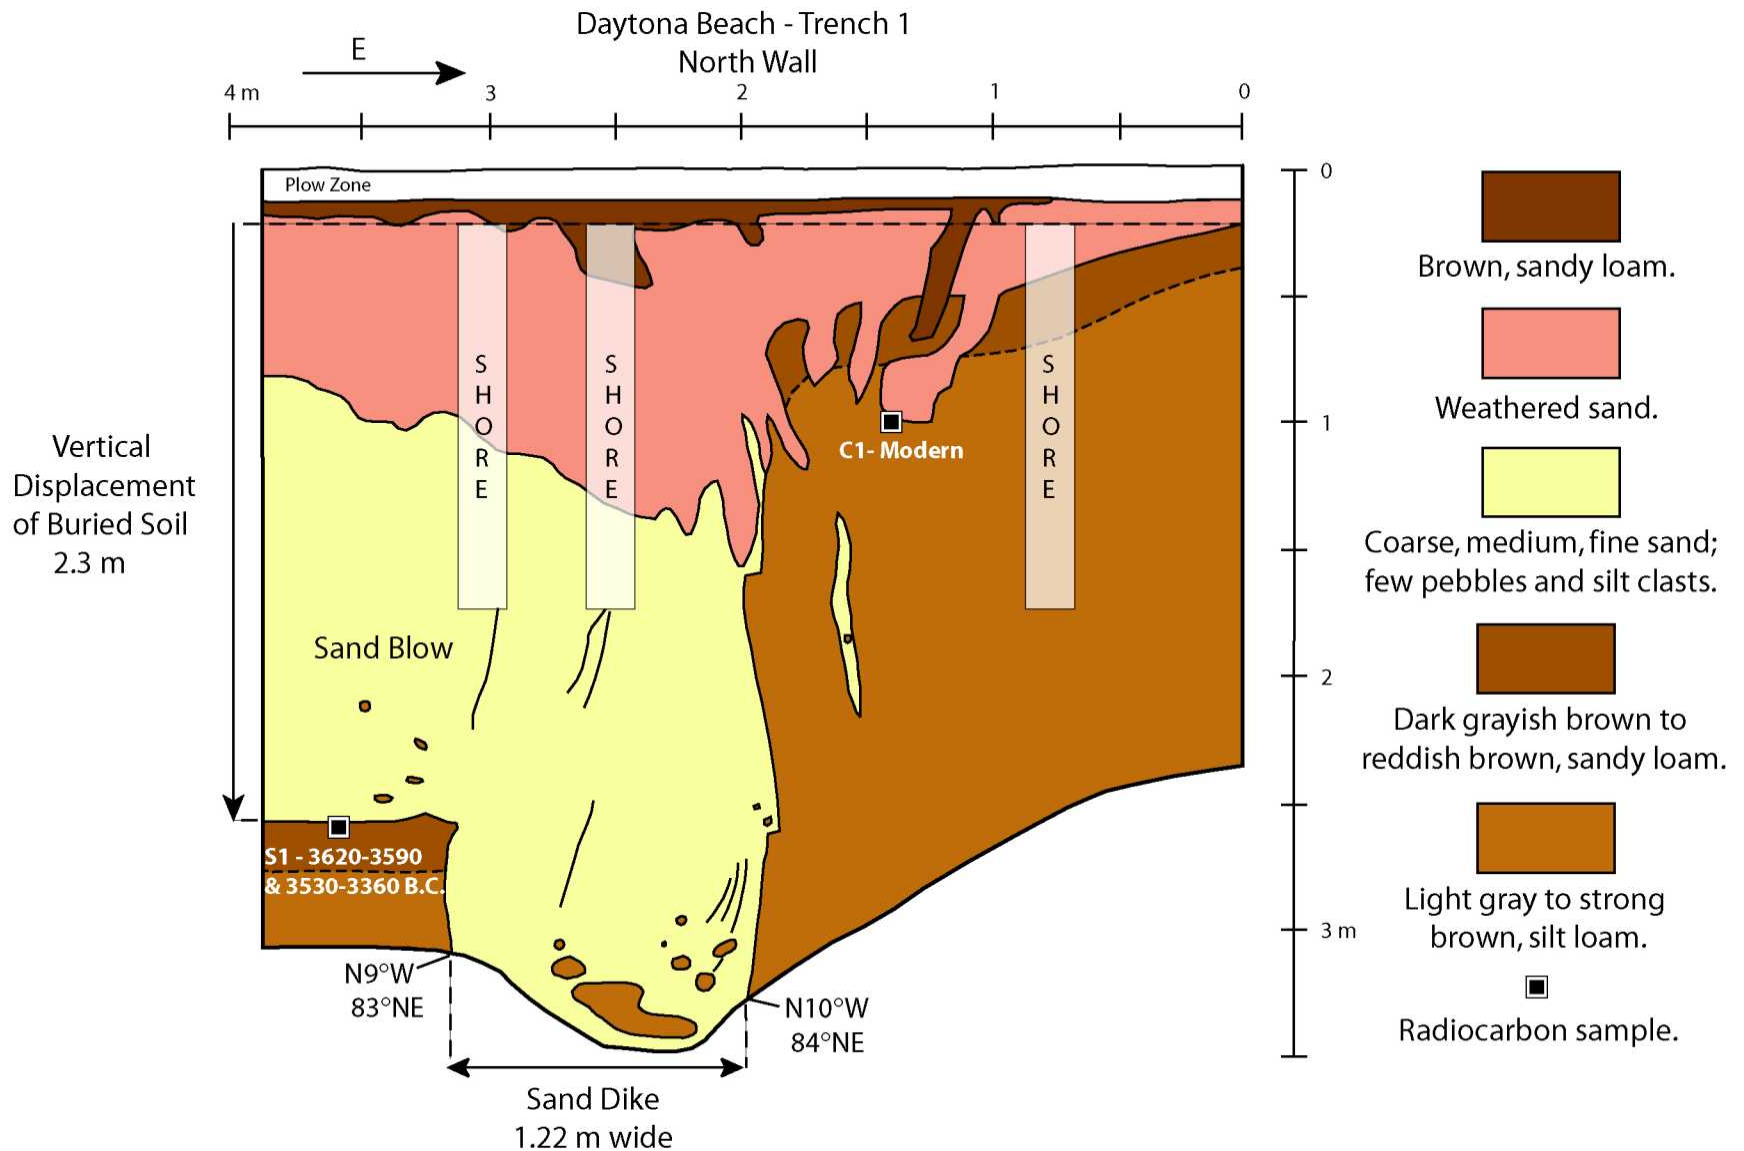 Daytona Beach - Trench 1
North Wall
E
4 m
3
2
1
0
Plow Zone
0
1
2
3 m
SHORE
SHORE
SHORE
Vertical
Displacement
of Buried Soil
2.3 m
C1- Modern
Sand Blow
S1 - 3620-3590
& 3530-3360 B.C.
N9°W
83°NE
N10°W
84°NE
Sand Dike
1.22 m wide
Brown, sandy loam.
Weathered sand.
Coarse, medium, fine sand;
few pebbles and silt clasts.
Dark grayish brown to
reddish brown, sandy loam.
Light gray to strong
brown, silt loam.
Radiocarbon sample.